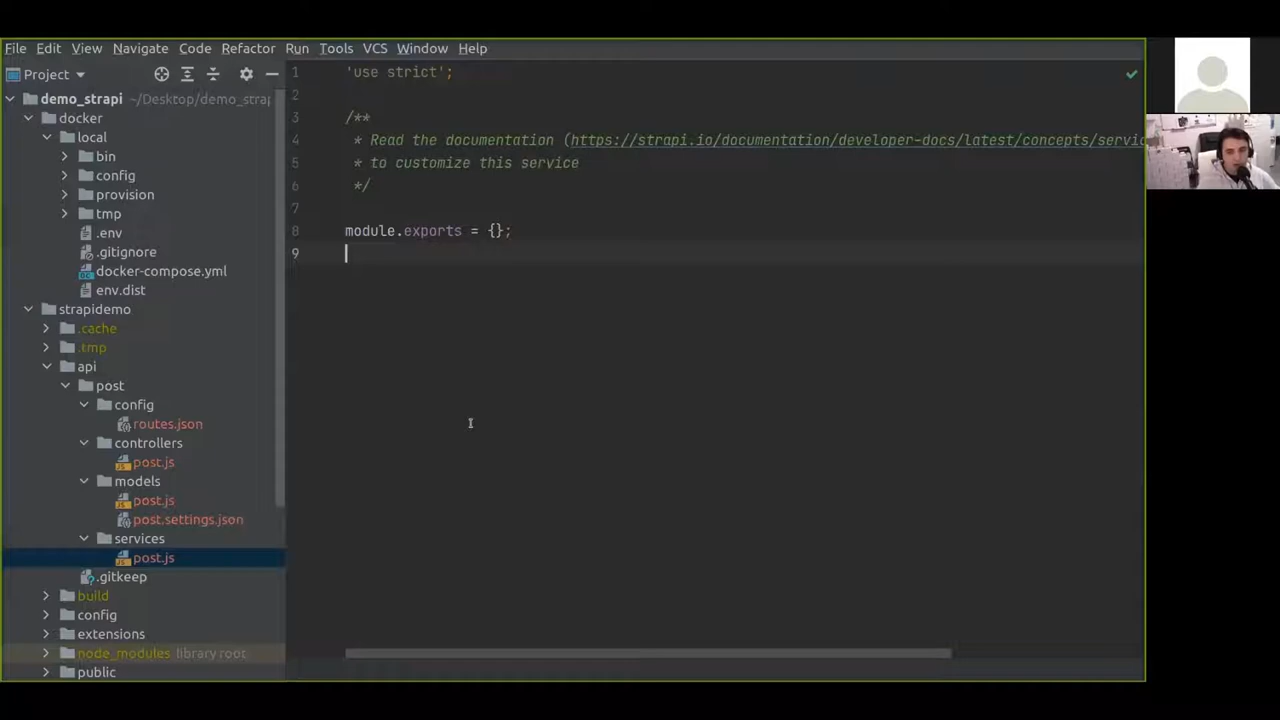 File Edit View Navigate Code Refactor Run Tools VCS Window Help
Project
demo_strapi ~/Desktop/demo_strap
docker
local
bin
config
provision
tmp
.env
.gitignore
docker-compose.yml
env.dist
strapidemo
.cache
.tmp
api
post
config
routes.json
controllers
post.js
models
post.js
post.settings.json
services
post.js
.gitkeep
build
config
extensions
node_modules library root
public
1 'use strict';
2
3 /**
4 * Read the documentation (https://strapi.io/documentation/developer-docs/latest/concepts/servic
5 * to customize this service
6 */
7
8 module.exports = {};
9